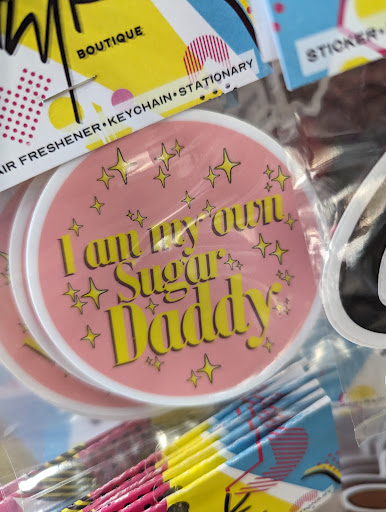 BOUTIQUE
STICKER•
AIR FRESHENER•KEYCHAIN•STATIONARY
I am my own
Sugar
Daddy